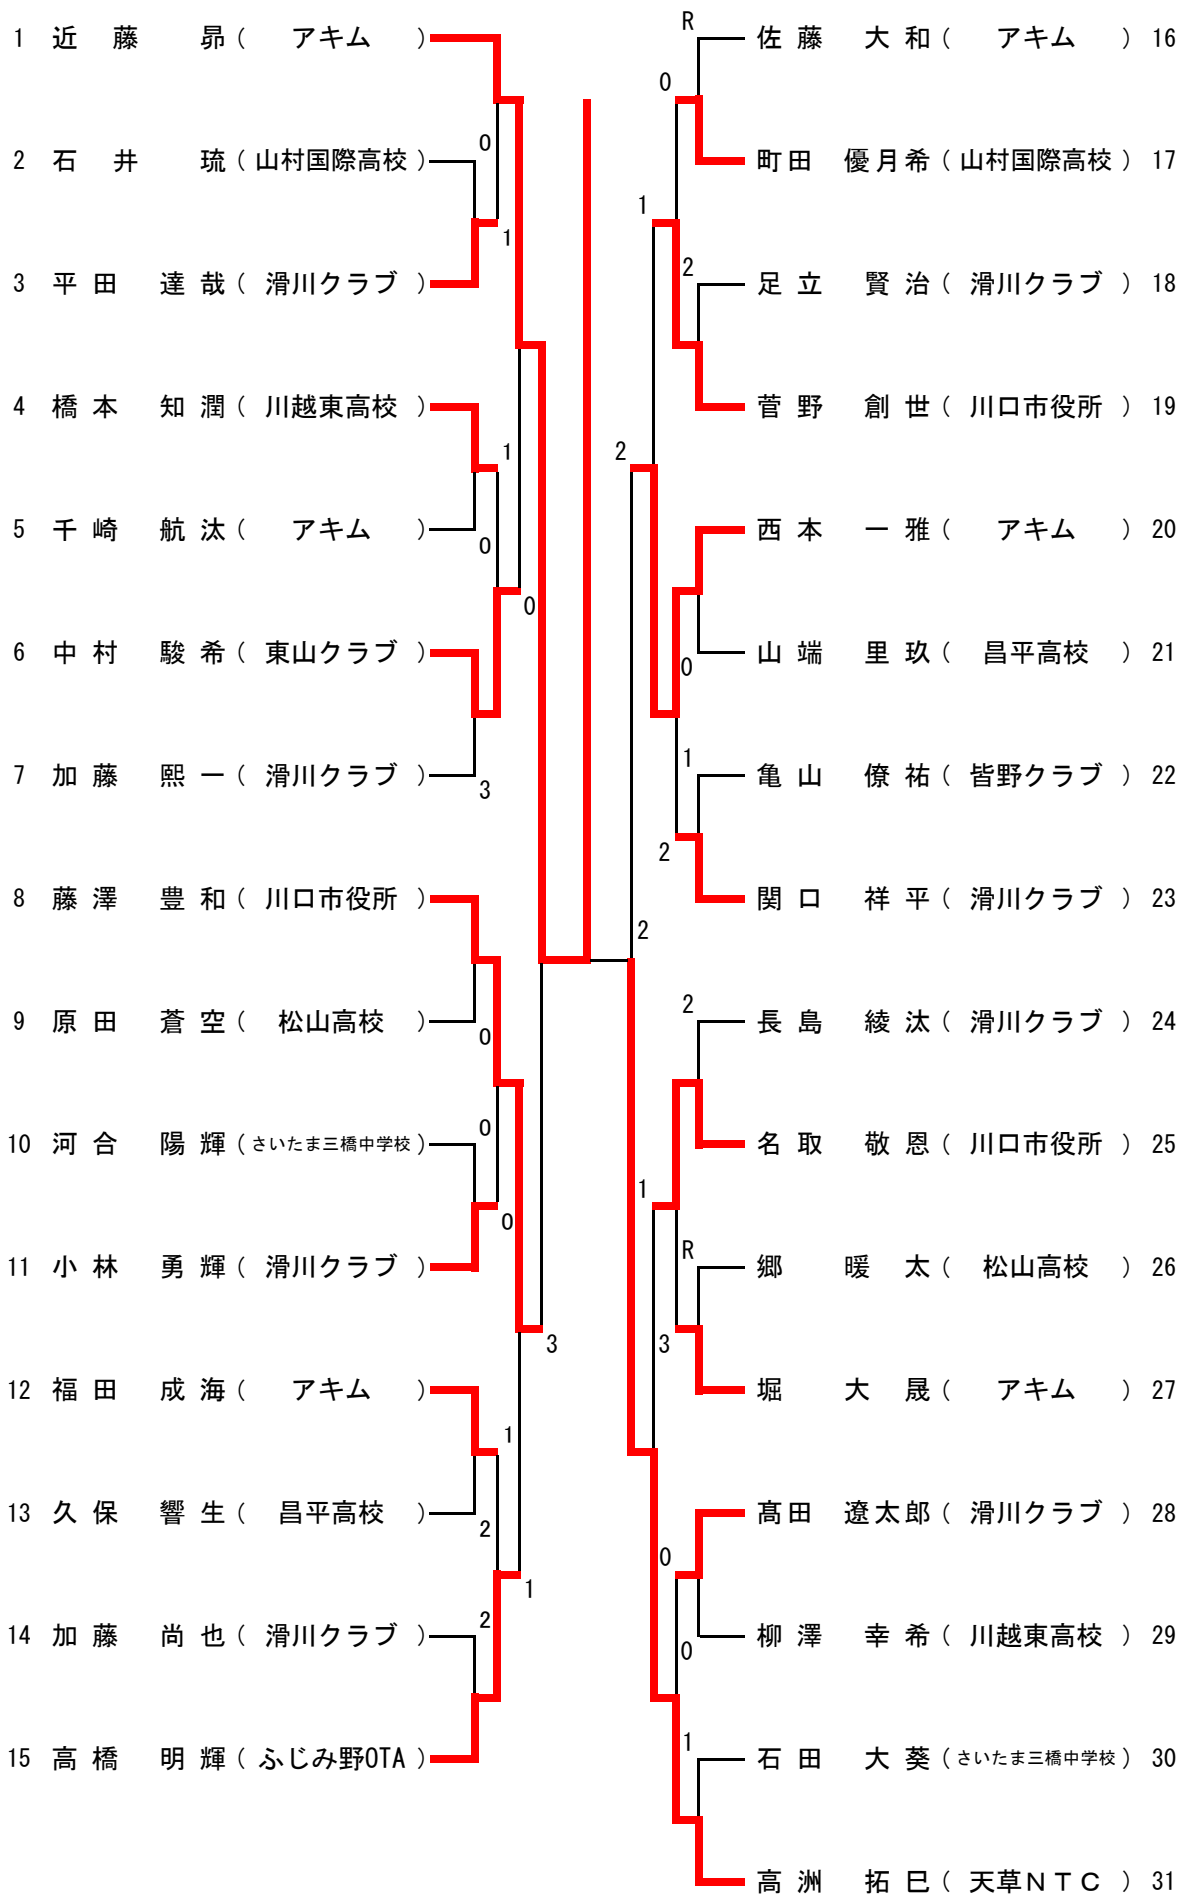 1 近藤 昴 ( アキム )
0
2 石井 琉 ( 山村国際高校 )
1
3 平田 達哉 ( 滑川クラブ )
4 橋本 知潤 ( 川越東高校 )
1
5 千崎 航汰 ( アキム )
0
0
6 中村 駿希 ( 東山クラブ )
7 加藤 熙一 ( 滑川クラブ )
3
8 藤澤 豊和 ( 川口市役所 )
9 原田 蒼空 ( 松山高校 )
0
0
10 河合 陽輝 ( さいたま三橋中学校 )
0
11 小林 勇輝 ( 滑川クラブ )
3
12 福田 成海 ( アキム )
1
13 久保 響生 ( 昌平高校 )
2
1
2
14 加藤 尚也 ( 滑川クラブ )
15 高橋 明輝 ( ふじみ野OTA )
R
佐藤 大和 ( アキム ) 16
0
町田 優月希 ( 山村国際高校 ) 17
1
2
足立 賢治 ( 滑川クラブ ) 18
菅野 創世 ( 川口市役所 ) 19
2
西本 一雅 ( アキム ) 20
山端 里玖 ( 昌平高校 ) 21
0
1
亀山 僚祐 ( 皆野クラブ ) 22
2
関口 祥平 ( 滑川クラブ ) 23
2
2
長島 綾汰 ( 滑川クラブ ) 24
名取 敬恩 ( 川口市役所 ) 25
1
R
郷 暖太 ( 松山高校 ) 26
3
堀 大晟 ( アキム ) 27
髙田 遼太郎 ( 滑川クラブ ) 28
0
柳澤 幸希 ( 川越東高校 ) 29
0
1
石田 大葵 ( さいたま三橋中学校 ) 30
高洲 拓巳 ( 天草NTC ) 31